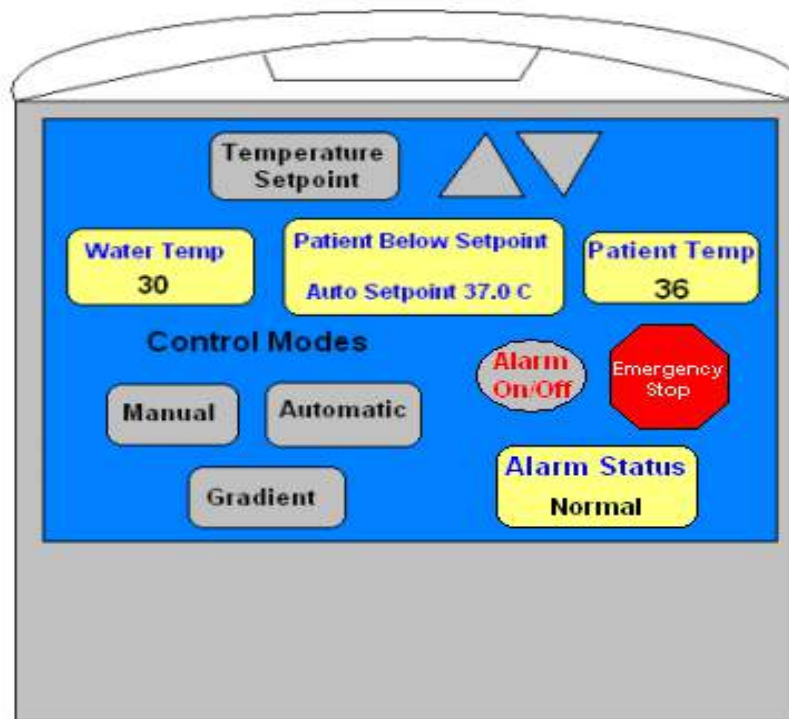 Temperature
Setpoint
Water Temp
30
Patient Below Setpoint
Auto Setpoint 37.0 C
Patient Temp
36
Control Modes
Alarm
On/Off
Emergency
Stop
Manual
Automatic
Gradient
Alarm Status
Normal